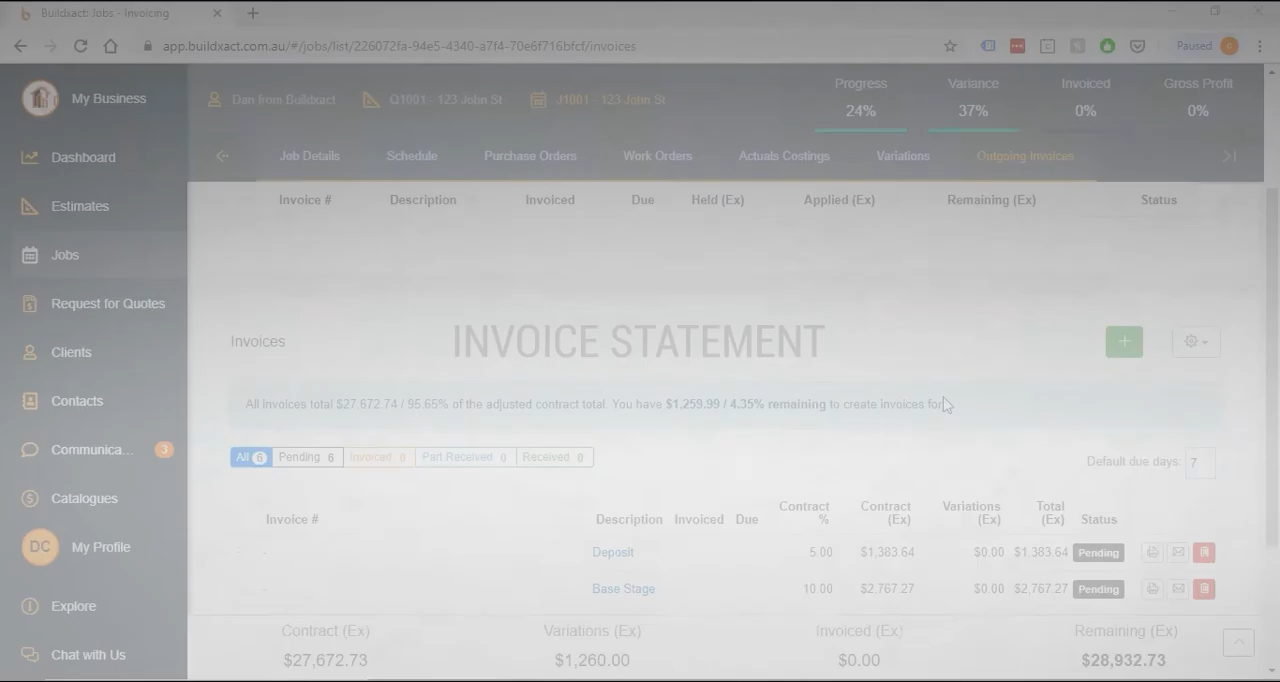 Buildxact: Jobs - Invoicing
app.buildxact.com.au/#/jobs/list/226072fa-94e5-4340-a7f4-70e6f716bfcf/invoices
Paused
My Business
Dan from Buildxact
Q1001 - 123 John St
J1001 - 123 John St
Progress
24%
Variance
37%
Invoiced
0%
Gross Profit
0%
Dashboard
Estimates
Jobs
Request for Quotes
Clients
Contacts
Communica... 3
Catalogues
DC My Profile
Explore
Chat with Us
Job Details Schedule Purchase Orders Work Orders Actuals Costings Variations Outgoing Invoices
Invoice # Description Invoiced Due Held (Ex) Applied (Ex) Remaining (Ex) Status
Invoices
INVOICE STATEMENT
All Invoices total $27,672.74 / 95.65% of the adjusted contract total. You have $1,259.99 / 4.35% remaining to create invoices for
All 6 Pending 6 Invoiced 0 Part Received 0 Received 0
Default due days: 7
Invoice # Description Invoiced Due Contract % Contract (Ex) Variations (Ex) Total (Ex) Status
Deposit 5.00 $1,383.64 $0.00 $1,383.64 Pending
Base Stage 10.00 $2,767.27 $0.00 $2,767.27 Pending
Contract (Ex) Variations (Ex) Invoiced (Ex) Remaining (Ex)
$27,672.73 $1,260.00 $0.00 $28,932.73